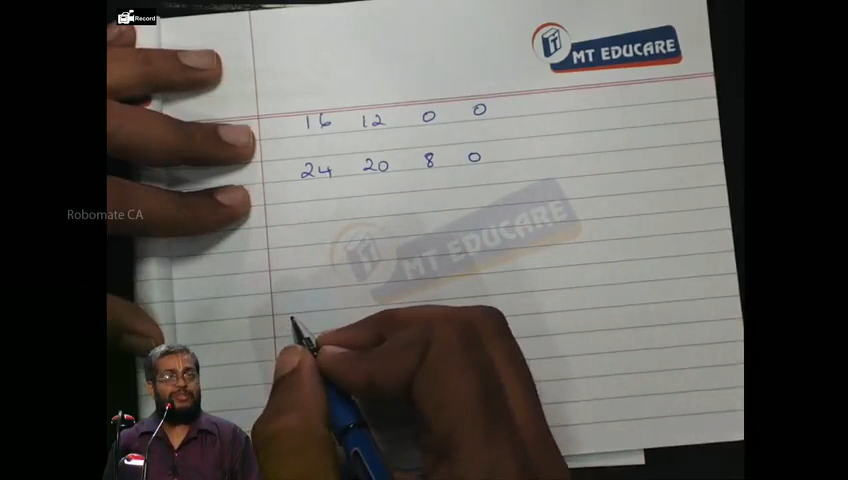 Record
MT EDUCARE
16 12 0 0
24 20 8 0
MT EDUCARE
Robomate CA